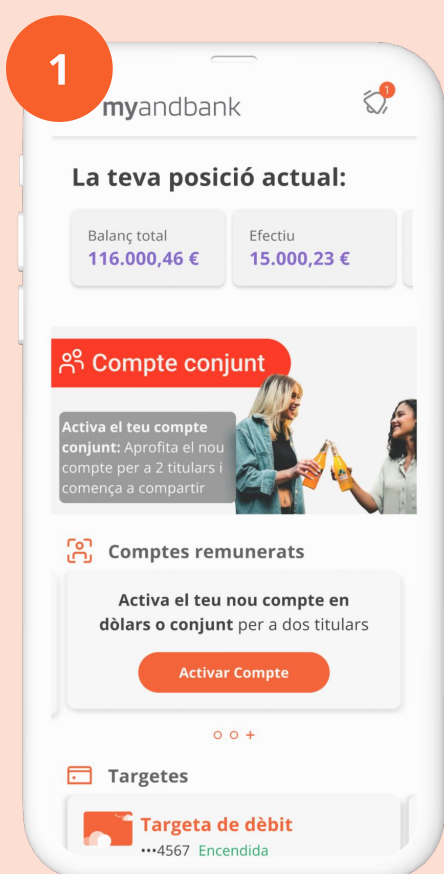 1
myandbank
1
La teva posició actual:
Balanç total
116.000,46 €
Efectiu
15.000,23 €
Compte conjunt
Activa el teu compte
conjunt: Aprofita el nou
compte per a 2 titulars i
comença a compartir
Comptes remunerats
Activa el teu nou compte en
dòlars o conjunt per a dos titulars
Activar Compte
Targetes
Targeta de dèbit
•••4567 Encendida